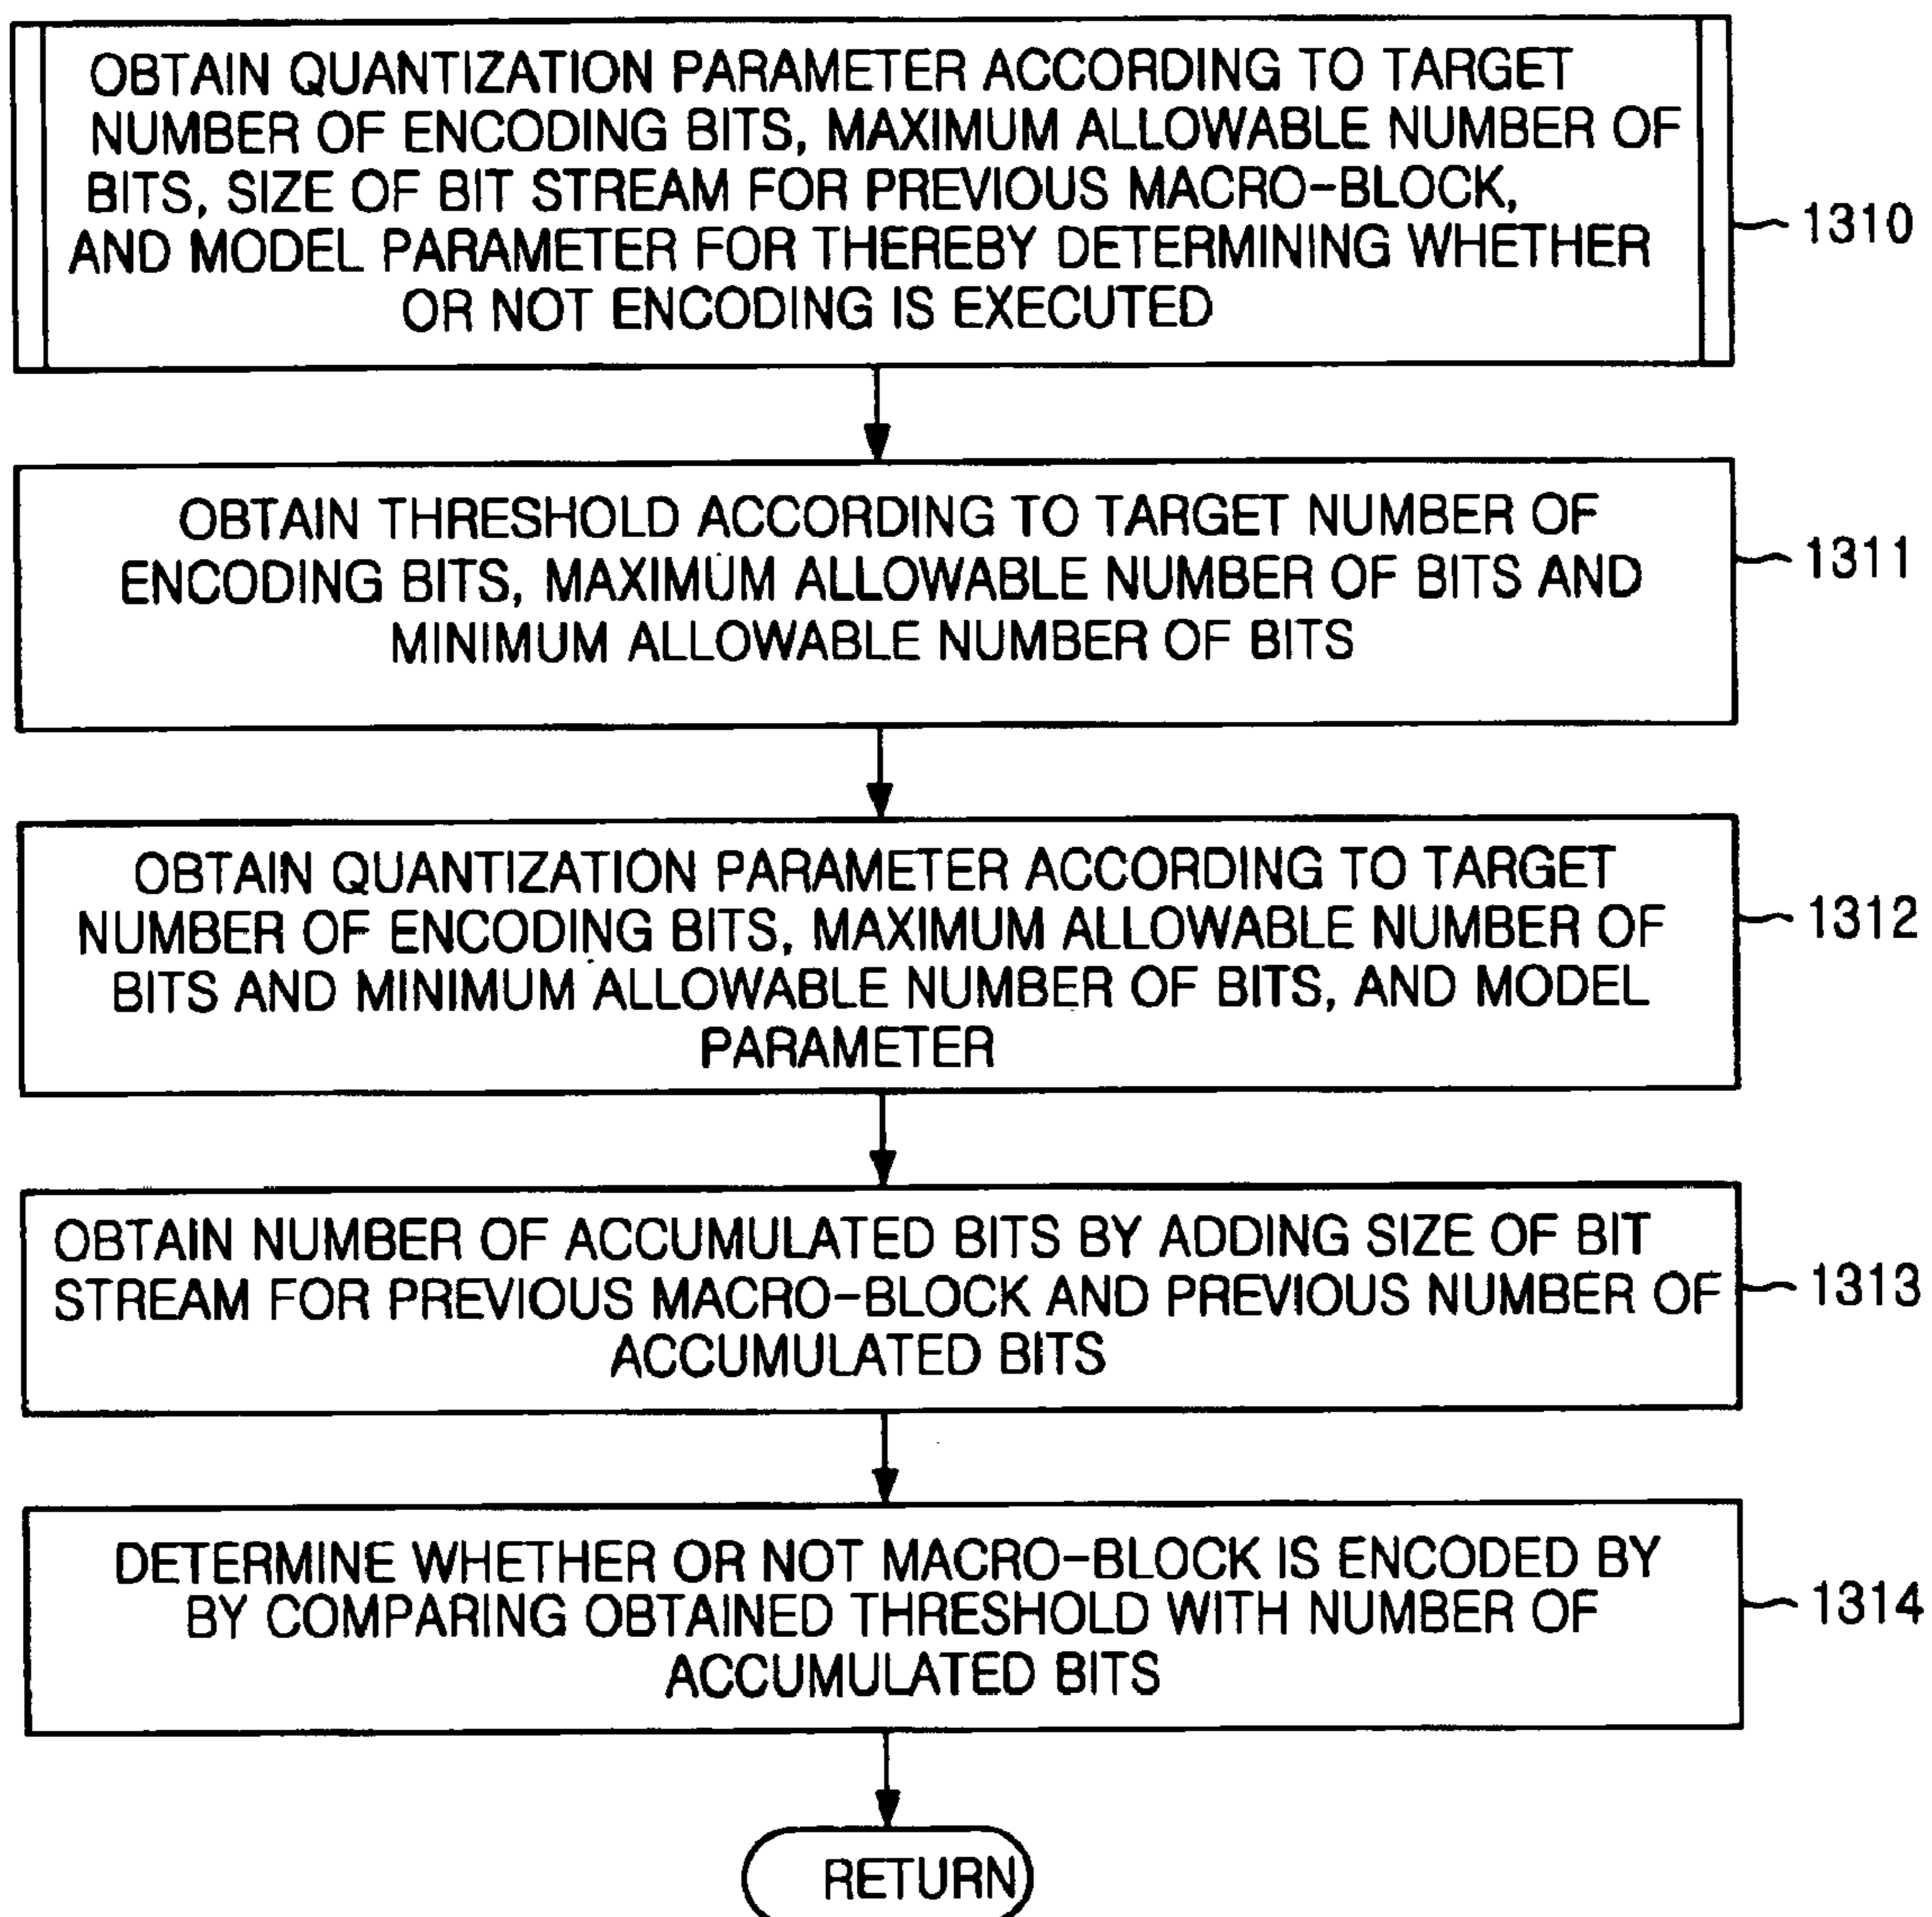 OBTAIN QUANTIZATION PARAMETER ACCORDING TO TARGET
NUMBER OF ENCODING BITS, MAXIMUM ALLOWABLE NUMBER OF
BITS, SIZE OF BIT STREAM FOR PREVIOUS MACRO-BLOCK,
AND MODEL PARAMETER FOR THEREBY DETERMINING WHETHER
OR NOT ENCODING IS EXECUTED
1310
OBTAIN THRESHOLD ACCORDING TO TARGET NUMBER OF
ENCODING BITS, MAXIMUM ALLOWABLE NUMBER OF BITS AND
MINIMUM ALLOWABLE NUMBER OF BITS
1311
OBTAIN QUANTIZATION PARAMETER ACCORDING TO TARGET
NUMBER OF ENCODING BITS, MAXIMUM ALLOWABLE NUMBER OF
BITS AND MINIMUM ALLOWABLE NUMBER OF BITS, AND MODEL
PARAMETER
1312
OBTAIN NUMBER OF ACCUMULATED BITS BY ADDING SIZE OF BIT
STREAM FOR PREVIOUS MACRO-BLOCK AND PREVIOUS NUMBER OF
ACCUMULATED BITS
1313
DETERMINE WHETHER OR NOT MACRO-BLOCK IS ENCODED BY
BY COMPARING OBTAINED THRESHOLD WITH NUMBER OF
ACCUMULATED BITS
1314
RETURN